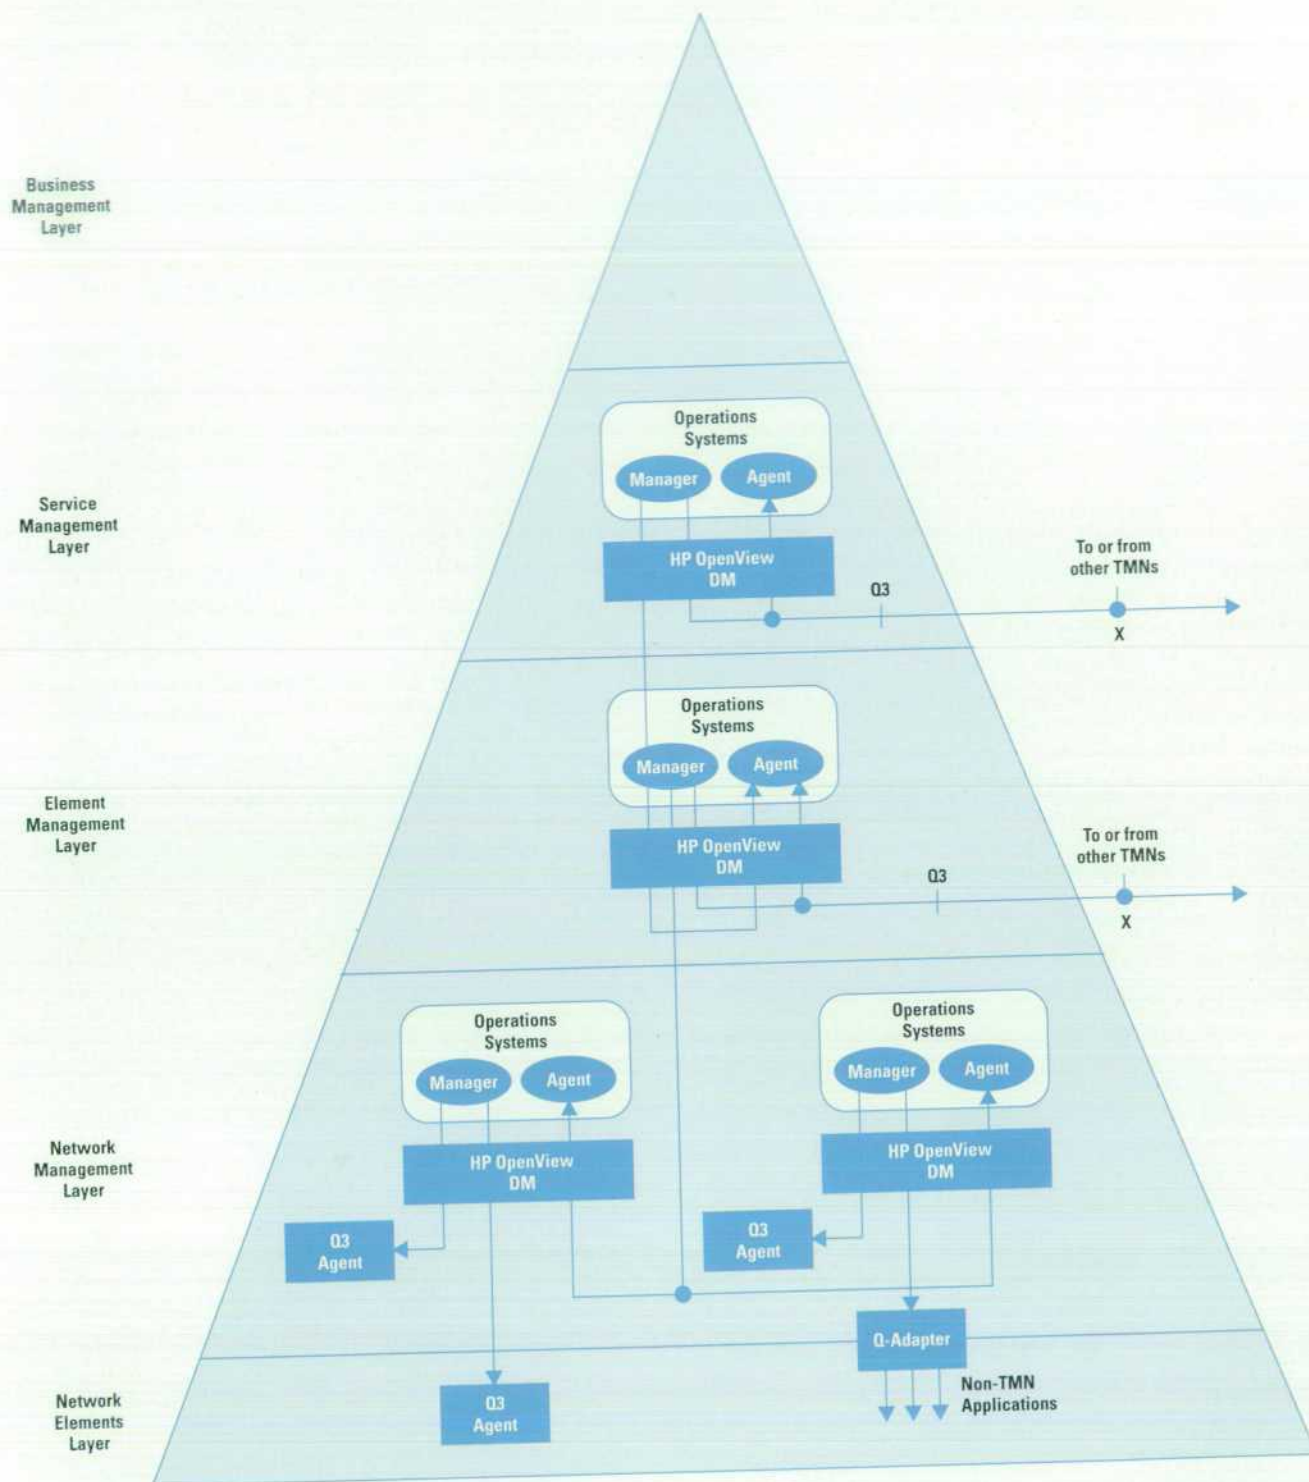 Business
Management
Layer
Operations
Systems
Manager
Agent
Service
Management
Layer
HP OpenView
DM
Q3
To or from
other TMNs
X
Operations
Systems
Manager
Agent
Element
Management
Layer
HP OpenView
DM
Q3
To or from
other TMNs
X
Operations
Systems
Manager
Agent
Operations
Systems
Manager
Agent
Network
Management
Layer
HP OpenView
DM
HP OpenView
DM
Q3
Agent
Q3
Agent
Q-Adapter
Network
Elements
Layer
Q3
Agent
Non-TMN
Applications